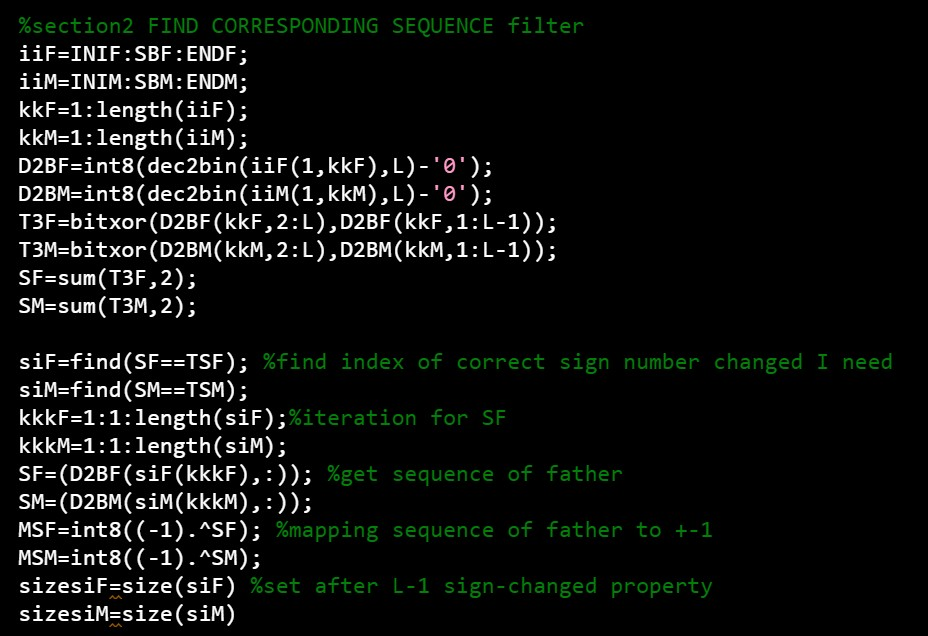 %section2 FIND CORRESPONDING SEQUENCE filter
iiF=INIF:SBF:ENDF;
iiM=INIM:SBM:ENDM;
kkF=1:length(iiF);
kkM=1:length(iiM);
D2BF=int8(dec2bin(iiF(1,kkF),L)-'0');
D2BM=int8(dec2bin(iiM(1,kkM),L)-'0');
T3F=bitxor(D2BF(kkF,2:L),D2BF(kkF,1:L-1));
T3M=bitxor(D2BM(kkM,2:L),D2BM(kkM,1:L-1));
SF=sum(T3F,2);
SM=sum(T3M,2);

siF=find(SF==TSF); %find index of correct sign number changed I need
siM=find(SM==TSM);
kkkF=1:1:length(siF);%iteration for SF
kkkM=1:1:length(siM);
SF=(D2BF(siF(kkkF),:)); %get sequence of father
SM=(D2BM(siM(kkkM),:));
MSF=int8((-1).^SF); %mapping sequence of father to +-1
MSM=int8((-1).^SM);
sizesiF=size(siF) %set after L-1 sign-changed property
sizesiM=size(siM)